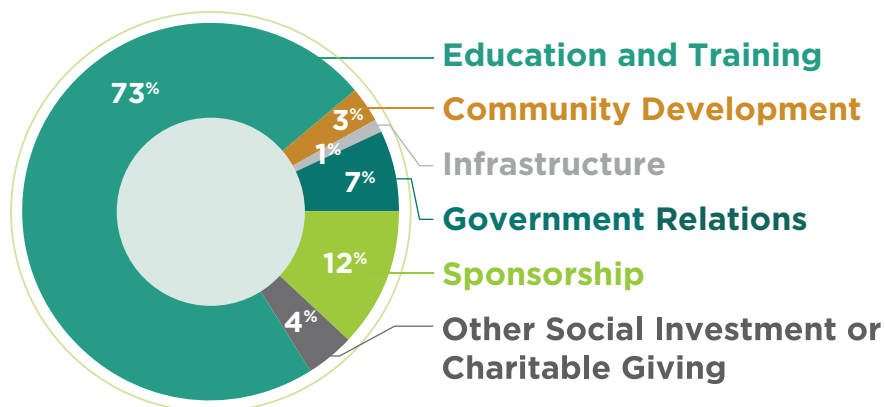 73%
3%
1%
7%
12%
4%
Education and Training
Community Development
Infrastructure
Government Relations
Sponsorship
Other Social Investment or
Charitable Giving